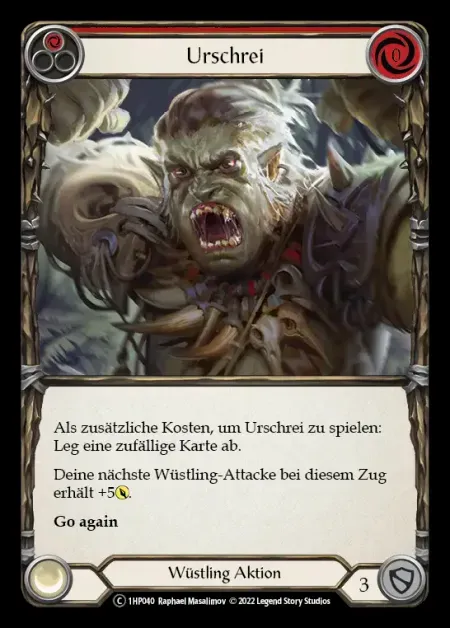 Urschrei
0
Als zusätzliche Kosten, um Urschrei zu spielen:
Leg eine zufällige Karte ab.
Deine nächste Wüstling-Attacke bei diesem Zug
erhält +5.
Go again
Wüstling Aktion
3
C 1HP040 Raphael Masalimov © 2022 Legend Story Studios